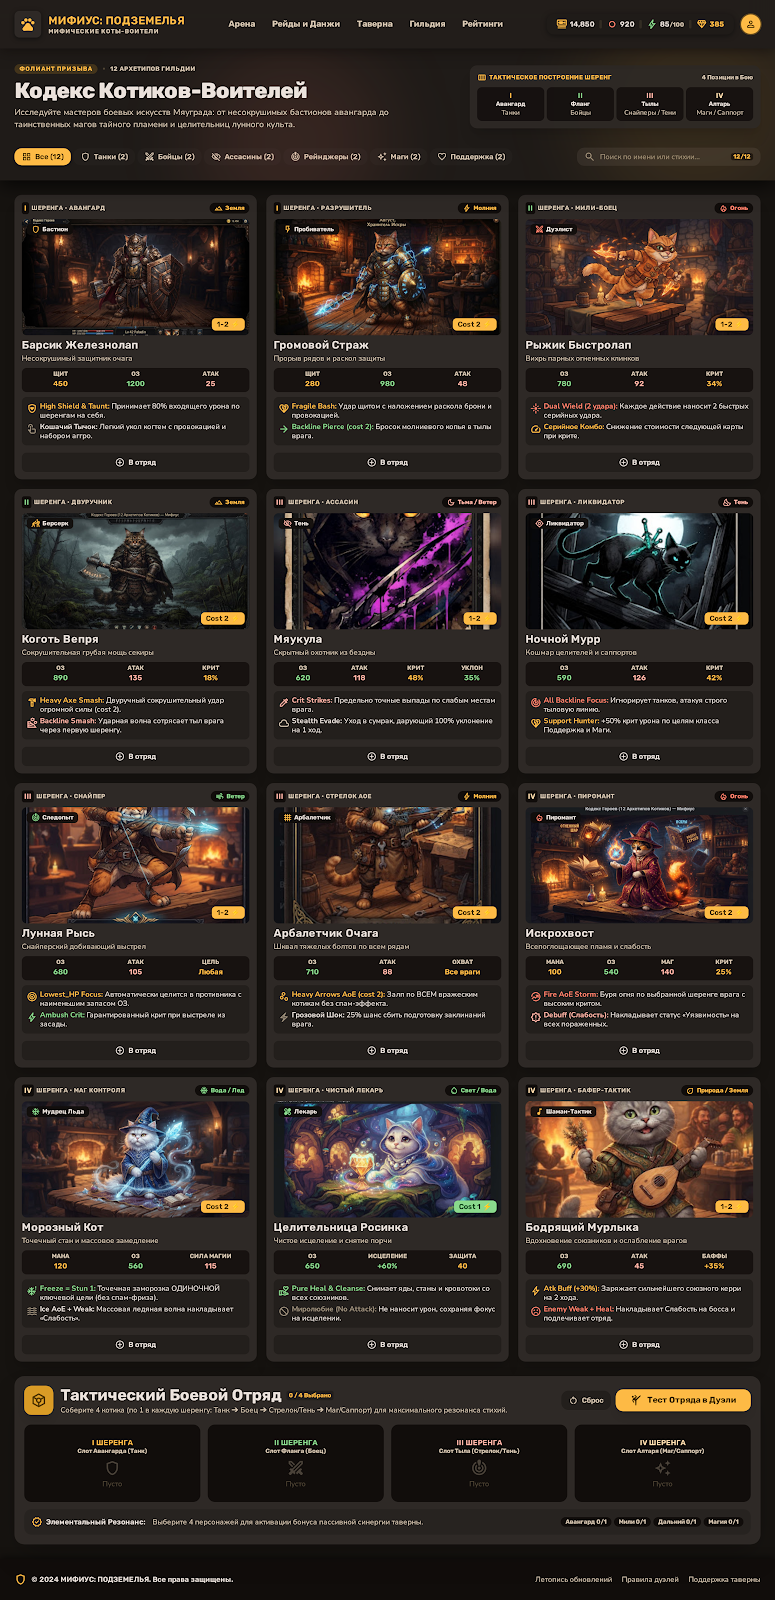 МИФИУС: ПОДЗЕМЕЛЬЯ
МИФИЧЕСКИЕ КОТЫ-ВОИТЕЛИ
Арена Рейды и Данжи Таверна Гильдия Рейтинги
14,850 920 85/100 385
ФОЛИАНТ ПРИЗЫВА • 12 АРХЕТИПОВ ГИЛЬДИИ
Кодекс Котиков-Воителей
Исследуйте мастеров боевых искусств Мяуграда: от несокрушимых бастионов авангарда до
таинственных магов тайного пламени и целительниц лунного культа.
ТАКТИЧЕСКОЕ ПОСТРОЕНИЕ ШЕРЕНГ 4 Позиции в Бою
I II III IV
Авангард Фланг Тылы Алтарь
Танки Бойцы Снайперы / Тени Маги / Саппорт
Все (12) Танки (2) Бойцы (2) Ассасины (2) Рейнджеры (2) Маги (2) Поддержка (2)
Поиск по имени или стихии... 12/12
I ШЕРЕНГА • АВАНГАРД Земля
Бастион
1-2
Барсик Железнолап
Несокрушимый защитник очага
ЩИТ ОЗ АТАК
450 1200 25
High Shield & Taunt: Принимает 80% входящего урона по
шеренгам на себя.
Кошачий Тычок: Легкий укол когтем с провокацией и
набором аггро.
В отряд
I ШЕРЕНГА • РАЗРУШИТЕЛЬ Молния
Пробиватель
Cost 2
Громовой Страж
Прорыв рядов и раскол защиты
ЩИТ ОЗ АТАК
280 980 48
Fragile Bash: Удар щитом с наложением раскола брони и
провокацией.
Backline Pierce (cost 2): Бросок молниевого копья в тылы
врага.
В отряд
II ШЕРЕНГА • МИЛИ-БОЕЦ Огонь
Дуэлист
1-2
Рыжик Быстролап
Вихрь парных огненных клинков
ОЗ АТАК КРИТ
780 92 34%
Dual Wield (2 удара): Каждое действие наносит 2 быстрых
серийных удара.
Серийное Комбо: Снижение стоимости следующей карты
при крите.
В отряд
II ШЕРЕНГА • ДВУРУЧНИК Земля
Берсерк
Cost 2
Коготь Вепря
Сокрушительная грубая мощь секиры
ОЗ АТАК КРИТ
890 135 18%
Heavy Axe Smash: Двуручный сокрушительный удар
огромной силы (cost 2).
Backline Smash: Ударная волна сотрясает тыл врага
через первую шеренгу.
В отряд
III ШЕРЕНГА • АССАСИН Тьма / Ветер
Тень
1-2
Мяукула
Скрытный охотник из бездны
ОЗ АТАК КРИТ УКЛОН
620 118 48% 35%
Crit Strikes: Предельно точные выпады по слабым местам
врага.
Stealth Evade: Уход в сумрак, дарующий 100% уклонение
на 1 ход.
В отряд
III ШЕРЕНГА • ЛИКВИДАТОР Тень
Ликвидатор
Cost 2
Ночной Мурр
Кошмар целителей и саппортов
ОЗ АТАК КРИТ
590 126 42%
All Backline Focus: Игнорирует танков, атакуя строго
тыловую линию.
Support Hunter: +50% крит урона по целям класса
Поддержка и Маги.
В отряд
III ШЕРЕНГА • СНАЙПЕР Ветер
Следопыт
1-2
Лунная Рысь
Снайперский добивающий выстрел
ОЗ АТАК ЦЕЛЬ
680 105 Любая
Lowest_HP Focus: Автоматически целится в противника с
наименьшим запасом ОЗ.
Ambush Crit: Гарантированный крит при выстреле из
засады.
В отряд
III ШЕРЕНГА • СТРЕЛОК AOE Молния
Арбалетчик
Cost 2
Арбалетчик Очага
Шквал тяжелых болтов по всем рядам
ОЗ АТАК ОХВАТ
710 88 Все враги
Heavy Arrows AoE (cost 2): Залп по ВСЕМ вражеским
котикам без спам-эффекта.
Грозовой Шок: 25% шанс сбить подготовку заклинаний
врага.
В отряд
IV ШЕРЕНГА • ПИРОМАНТ Огонь
Кодекс Героев (12 Архетипов Котиков) — Мифиус
Пиромант
Cost 2
Искрохвост
Всепоглощающее пламя и слабость
МАНА ОЗ МАГ КРИТ
100 540 140 25%
Fire AoE Storm: Буря огня по выбранной шеренге врага с
высоким критом.
Debuff (Слабость): Накладывает статус «Уязвимость» на
всех пораженных.
В отряд
IV ШЕРЕНГА • МАГ КОНТРОЛЯ Вода / Лед
Мудрец Льда
Cost 2
Морозный Кот
Точечный стан и массовое замедление
МАНА ОЗ СИЛА МАГИИ
120 560 115
Freeze = Stun 1: Точечная заморозка ОДИНОЧНОЙ
ключевой цели (без спам-фриза).
Ice AoE + Weak: Массовая ледяная волна накладывает
«Слабость».
В отряд
IV ШЕРЕНГА • ЧИСТЫЙ ЛЕКАРЬ Свет / Вода
Лекарь
Cost 1
Целительница Росинка
Чистое исцеление и снятие порчи
ОЗ ИСЦЕЛЕНИЕ ЗАЩИТА
650 +60% 40
Pure Heal & Cleanse: Снимает яды, станы и кровотоки со
всех союзников.
Миролюбие (No Attack): Не наносит урон, сохраняя фокус
на исцелении.
В отряд
IV ШЕРЕНГА • БАФЕР-ТАКТИК Природа / Земля
Шаман-Тактик
1-2
Бодрящий Мурлыка
Вдохновение союзников и ослабление врагов
ОЗ АТАК БАФФЫ
690 45 +35%
Atk Buff (+30%): Заряжает сильнейшего союзного керри
на 2 хода.
Enemy Weak + Heal: Накладывает Слабость на босса и
подлечивает отряд.
В отряд
Тактический Боевой Отряд 0 / 4 Выбрано
Соберите 4 котика (по 1 в каждую шеренгу: Танк ➔ Боец ➔ Стрелок/Тень ➔ Маг/Саппорт) для максимального резонанса стихий.
Сброс Тест Отряда в Дуэли
I ШЕРЕНГА II ШЕРЕНГА III ШЕРЕНГА IV ШЕРЕНГА
Слот Авангарда (Танк) Слот Фланга (Боец) Слот Тыла (Стрелок/Тень) Слот Алтаря (Маг/Саппорт)
Пусто Пусто Пусто Пусто
Элементальный Резонанс: Выберите 4 персонажей для активации бонуса пассивной синергии таверны.
Авангард 0/1 Мили 0/1 Дальний 0/1 Магия 0/1
© 2024 МИФИУС: ПОДЗЕМЕЛЬЯ. Все права защищены.
Летопись обновлений Правила дуэлей Поддержка таверны